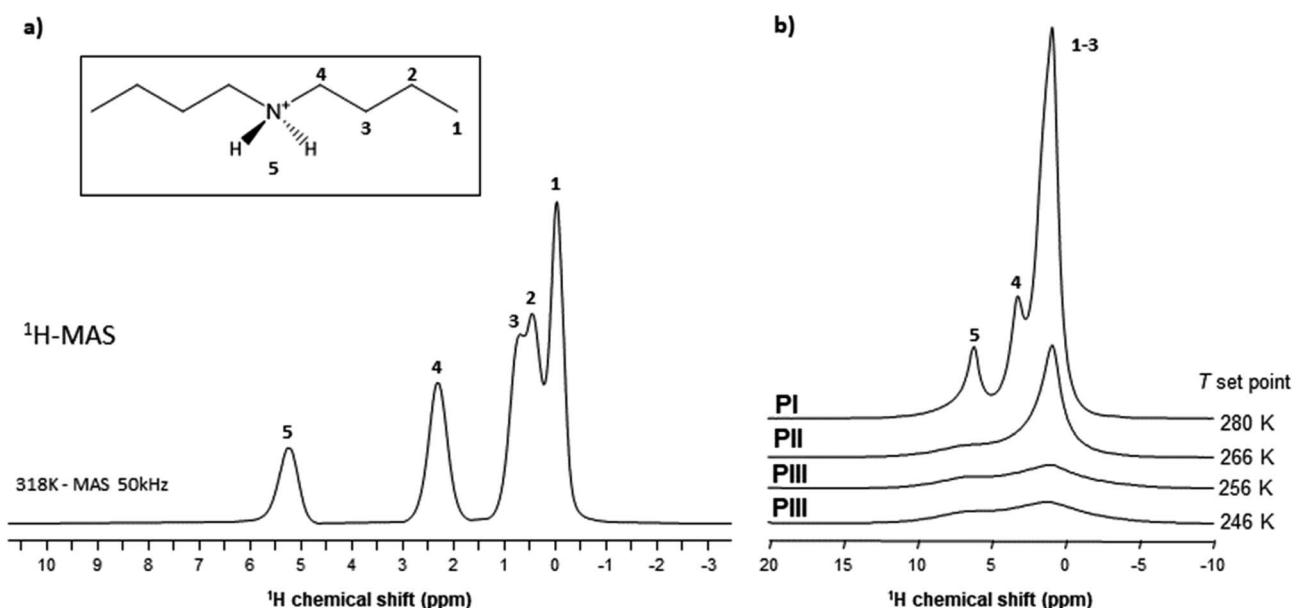 a)
4
2
N+
3
1
H
H
5
1
2
3
¹H-MAS
4
5
318K - MAS 50kHz
10 9 8 7 6 5 4 3 2 1 0 -1 -2 -3
¹H chemical shift (ppm)
b)
1-3
4
5
T set point
PI
280 K
PII
266 K
PIII
256 K
PIII
246 K
20 15 10 5 0 -5 -10
¹H chemical shift (ppm)